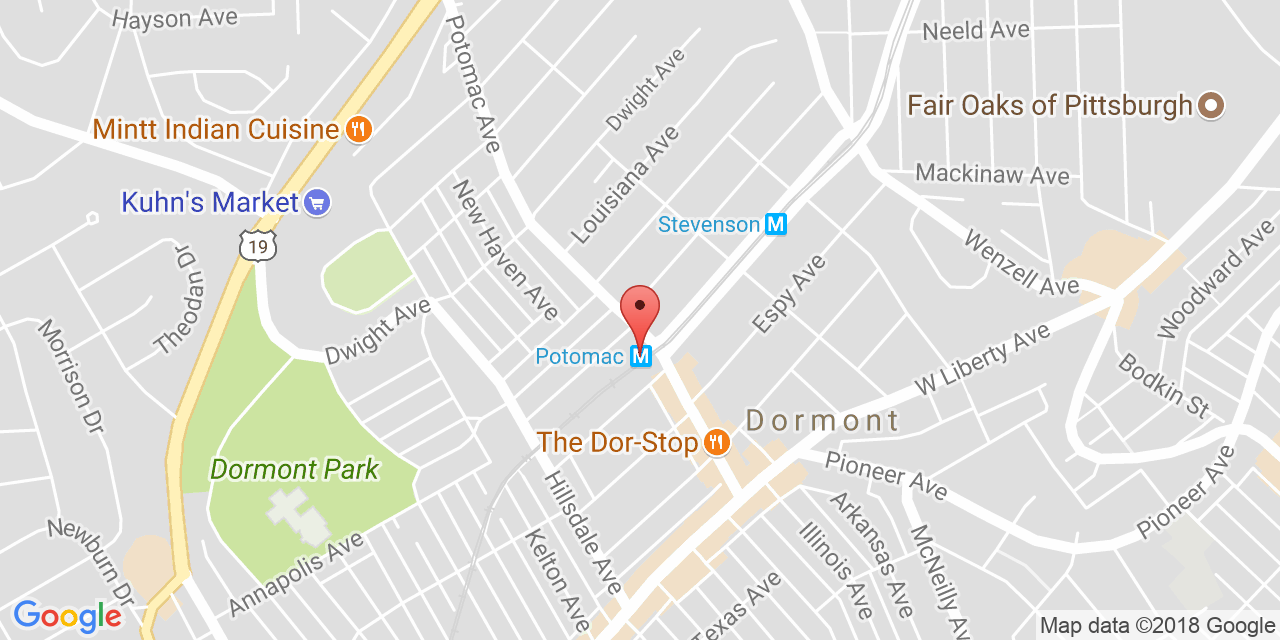 Hayson Ave
Potomac Ave
Dwight Ave
Neeld Ave
Fair Oaks of Pittsburgh
Mintt Indian Cuisine
Louisiana Ave
Mackinaw Ave
Kuhn's Market
New Haven Ave
Stevenson M
19
Theodan Dr
Espy Ave
Wenzell Ave
Woodward Ave
Dwight Ave
Morrison Dr
Potomac M
W Liberty Ave
Bodkin St
Dormont
The Dor-Stop
Dormont Park
Pioneer Ave
Pioneer Ave
Hillsdale Ave
Kelton Ave
Newburn Dr
Annapolis Ave
Illinois Ave
Arkansas Ave
McNeilly Av
Texas Ave
Google
Map data ©2018 Google